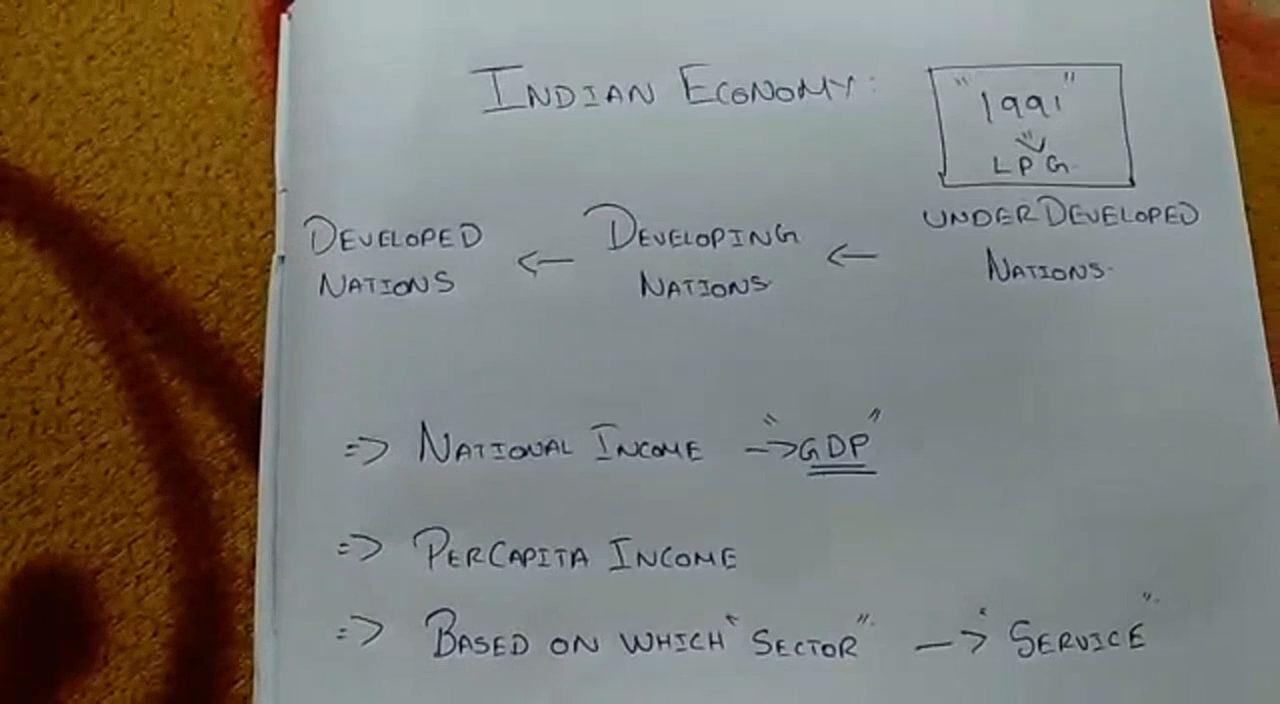 INDIAN ECONOMY:
"1991"
⇓
LPG.
DEVELOPED NATIONS ← DEVELOPING NATIONS. ← UNDERDEVELOPED NATIONS.
=> NATIONAL INCOME -> "GDP"
=> PERCAPITA INCOME
=> BASED ON WHICH "SECTOR". -> "SERVICE".